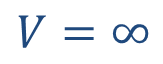 V = ∞